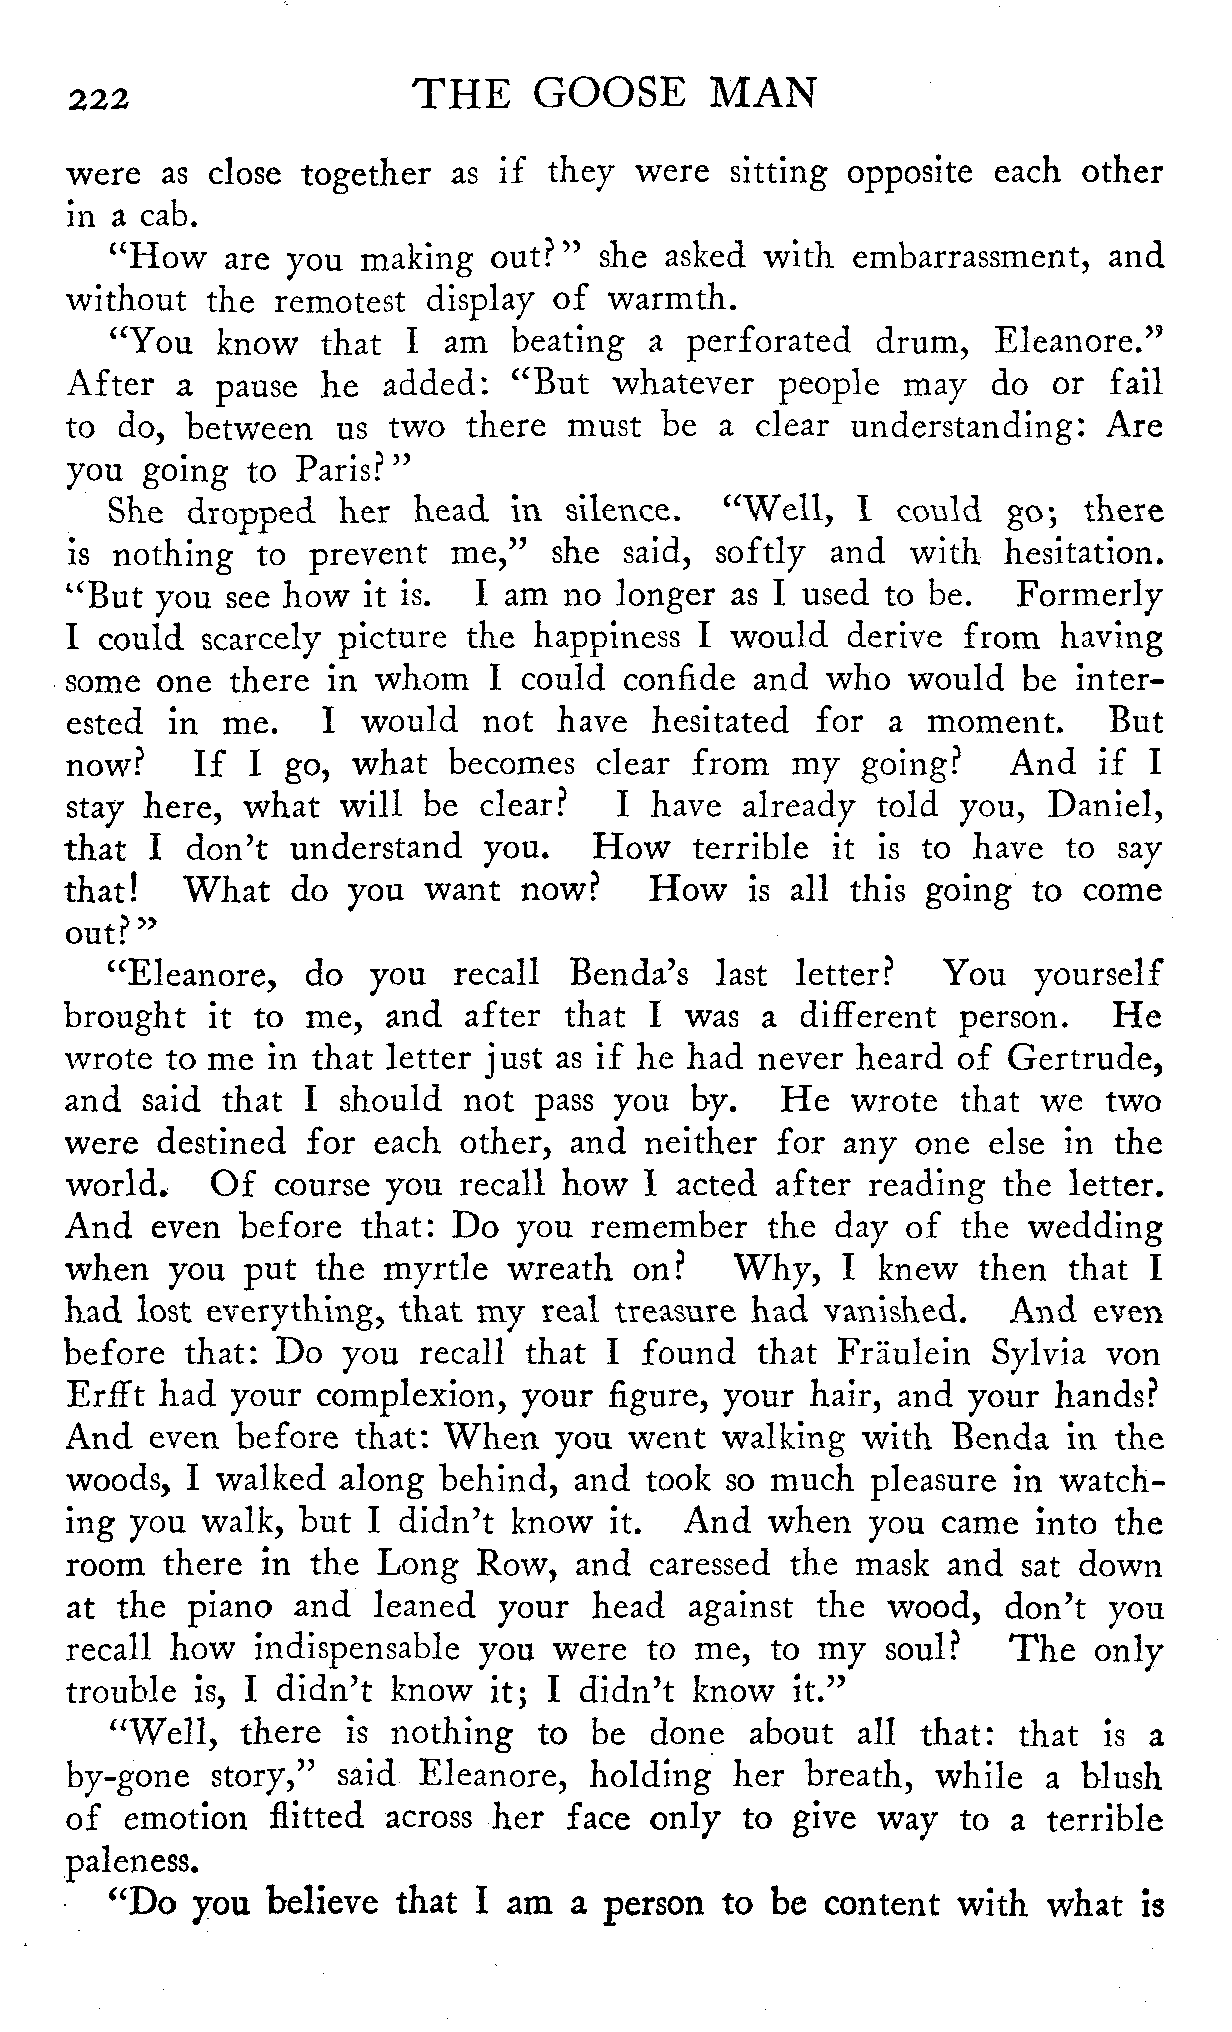 222 THE GOOSE MAN
were as close together as if they were sitting opposite each other
in a cab.
“How are you making out?” she asked with embarrassment, and
without the remotest display of warmth.
“You know that I am beating a perforated drum, Eleanore.”
After a pause he added: “But whatever people may do or fail
to do, between us two there must be a clear understanding: Are
you going to Paris?”
She dropped her head in silence. “Well, I could go; there
is nothing to prevent me,” she said, softly and with hesitation.
“But you see how it is. I am no longer as I used to be. Formerly
I could scarcely picture the happiness I would derive from having
some one there in whom I could confide and who would be inter-
ested in me. I would not have hesitated for a moment. But
now? If I go, what becomes clear from my going? And if I
stay here, what will be clear? I have already told you, Daniel,
that I don’t understand you. How terrible it is to have to say
that! What do you want now? How is all this going to come
out?”
“Eleanore, do you recall Benda’s last letter? You yourself
brought it to me, and after that I was a different person. He
wrote to me in that letter just as if he had never heard of Gertrude,
and said that I should not pass you by. He wrote that we two
were destined for each other, and neither for any one else in the
world. Of course you recall how I acted after reading the letter.
And even before that: Do you remember the day of the wedding
when you put the myrtle wreath on? Why, I knew then that I
had lost everything, that my real treasure had vanished. And even
before that: Do you recall that I found that Fräulein Sylvia von
Erfft had your complexion, your figure, your hair, and your hands?
And even before that: When you went walking with Benda in the
woods, I walked along behind, and took so much pleasure in watch-
ing you walk, but I didn’t know it. And when you came into the
room there in the Long Row, and caressed the mask and sat down
at the piano and leaned your head against the wood, don’t you
recall how indispensable you were to me, to my soul? The only
trouble is, I didn’t know it; I didn’t know it.”
“Well, there is nothing to be done about all that: that is a
by-gone story,” said Eleanore, holding her breath, while a blush
of emotion flitted across her face only to give way to a terrible
paleness.
“Do you believe that I am a person to be content with what is